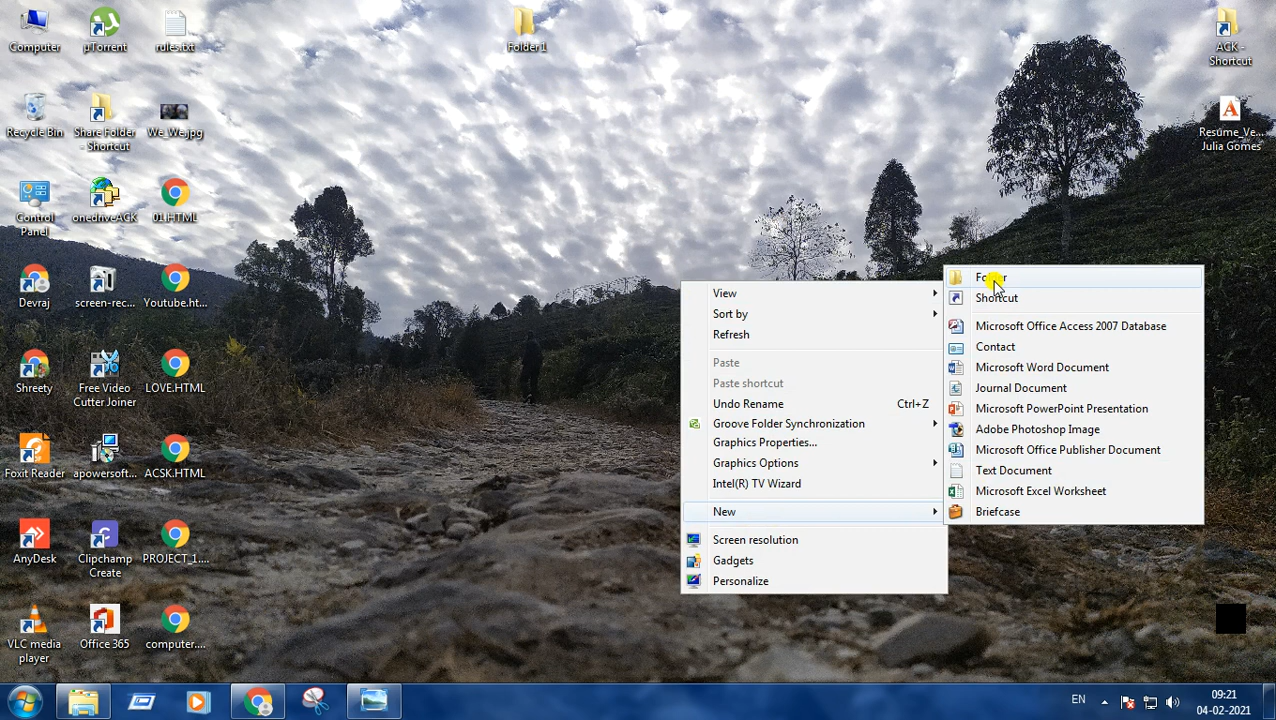 Computer
µTorrent
rules.txt
Folder1
ACK -
Shortcut
Recycle Bin
Share Folder
- Shortcut
We_We.jpg
Resume_Ve...
Julia Gomes
Control
Panel
onedriveACK
01.HTML
Devraj
screen-rec...
Youtube.ht...
Shreety
Free Video
Cutter Joiner
LOVE.HTML
Foxit Reader
apowersoft...
ACSK.HTML
AnyDesk
Clipchamp
Create
PROJECT_1....
VLC media
player
Office 365
computer....
View
Sort by
Refresh
Paste
Paste shortcut
Undo Rename Ctrl+Z
Groove Folder Synchronization
Graphics Properties...
Graphics Options
Intel(R) TV Wizard
New
Screen resolution
Gadgets
Personalize
Folder
Shortcut
Microsoft Office Access 2007 Database
Contact
Microsoft Word Document
Journal Document
Microsoft PowerPoint Presentation
Adobe Photoshop Image
Microsoft Office Publisher Document
Text Document
Microsoft Excel Worksheet
Briefcase
EN
09:21
04-02-2021